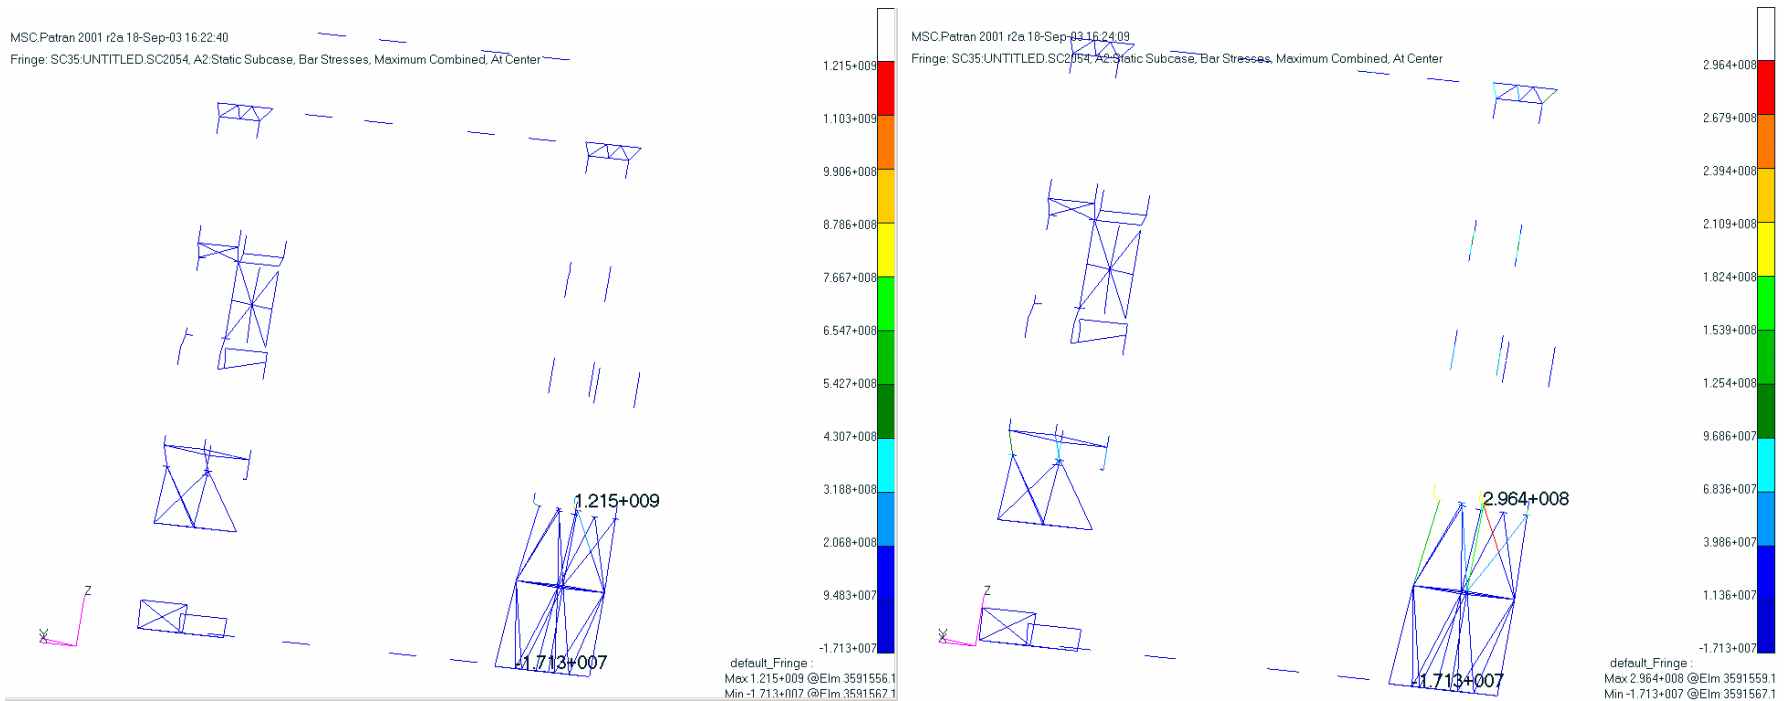 MSC.Patran 2001 r2a 18-Sep-03 16:22:40
Fringe: SC35:UNTITLED.SC2054, A2:Static Subcase, Bar Stresses, Maximum Combined, At Center
1.215+009
1.103+009
9.906+008
8.786+008
7.667+008
6.547+008
5.427+008
4.307+008
3.188+008
2.068+008
9.483+007
-1.713+007
1.215+009
-1.713+007
Z
X
default_Fringe :
Max 1.215+009 @Elm 3591556.1
Min -1.713+007 @Elm 3591567.1
MSC.Patran 2001 r2a 18-Sep-03 16:24:09
Fringe: SC35:UNTITLED.SC2054, A2:Static Subcase, Bar Stresses, Maximum Combined, At Center
2.964+008
2.679+008
2.394+008
2.109+008
1.824+008
1.539+008
1.254+008
9.686+007
6.836+007
3.986+007
1.136+007
-1.713+007
2.964+008
-1.713+007
Z
X
default_Fringe :
Max 2.964+008 @Elm 3591559.1
Min -1.713+007 @Elm 3591567.1